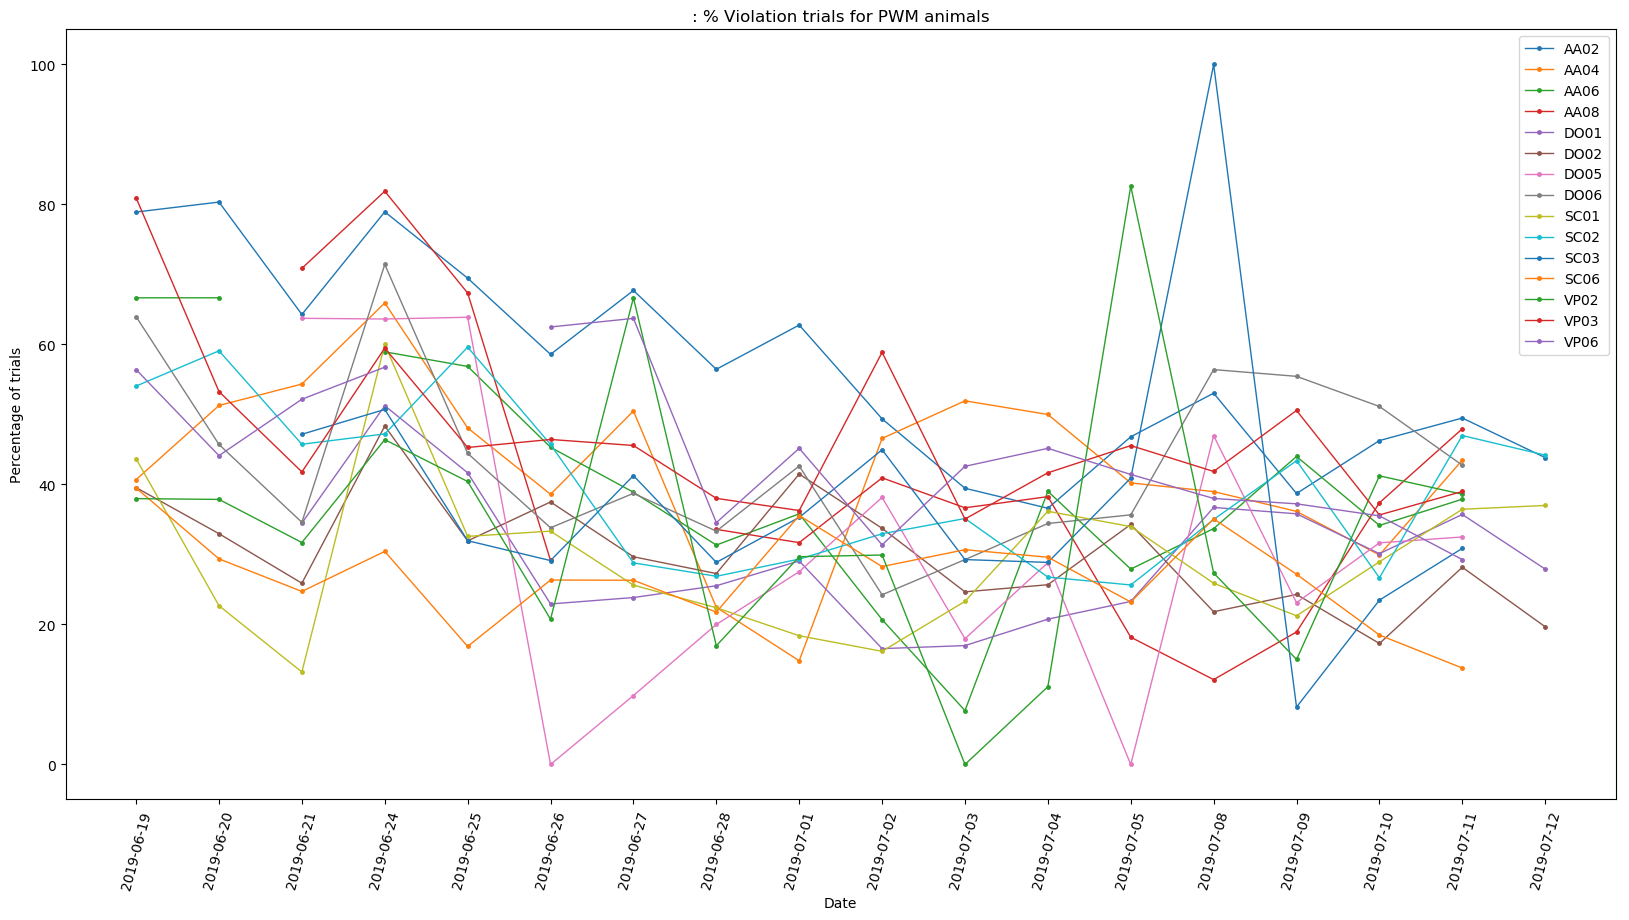 : % Violation trials for PWM animals
Percentage of trials
100
80
60
40
20
0
AA02
AA04
AA06
AA08
DO01
DO02
DO05
DO06
SC01
SC02
SC03
SC06
VP02
VP03
VP06
2019-06-19
2019-06-20
2019-06-21
2019-06-24
2019-06-25
2019-06-26
2019-06-27
2019-06-28
2019-07-01
2019-07-02
2019-07-03
2019-07-04
2019-07-05
2019-07-08
2019-07-09
2019-07-10
2019-07-11
2019-07-12
Date